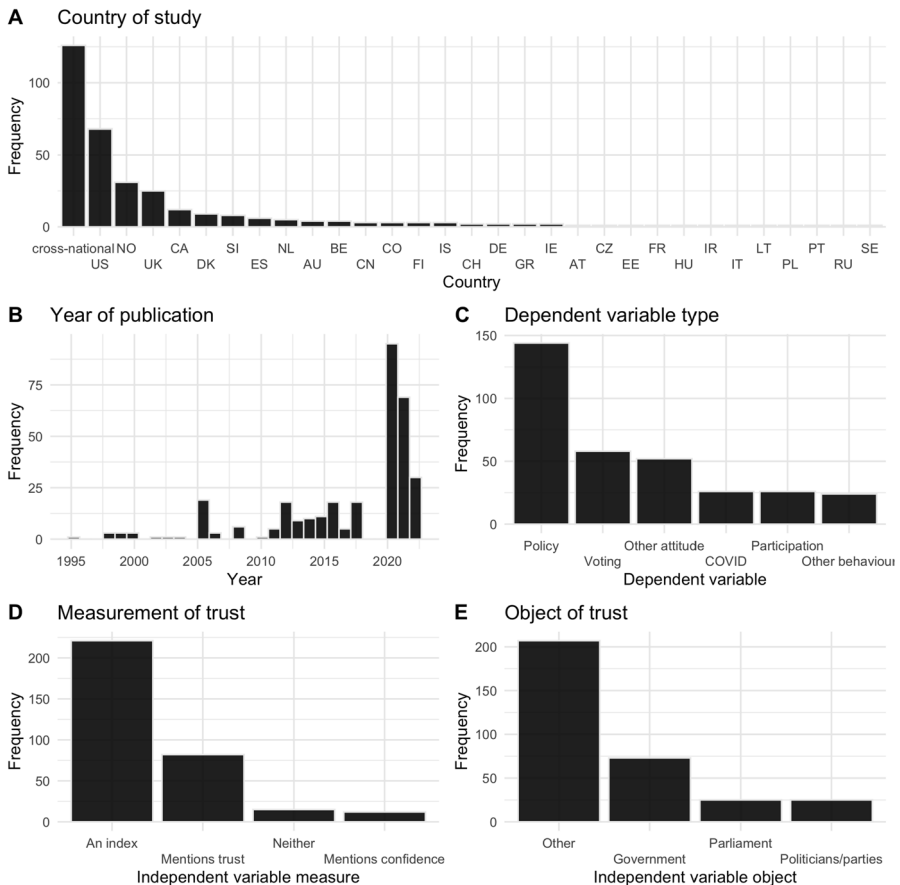 A Country of study
100
50
0
Frequency
cross-national NO CA SI NL BE CO IS DE IE CZ FR IR LT PT SE
US UK DK ES AU CN FI CH GR AT EE HU IT PL RU
Country
B Year of publication
75
50
25
0
Frequency
1995 2000 2005 2010 2015 2020
Year
C Dependent variable type
150
100
50
0
Frequency
Policy Other attitude COVID Participation
Voting Other behaviour
Dependent variable
D Measurement of trust
200
150
100
50
0
Frequency
An index Neither
Mentions trust Mentions confidence
Independent variable measure
E Object of trust
200
150
100
50
0
Frequency
Other Parliament
Government Politicians/parties
Independent variable object